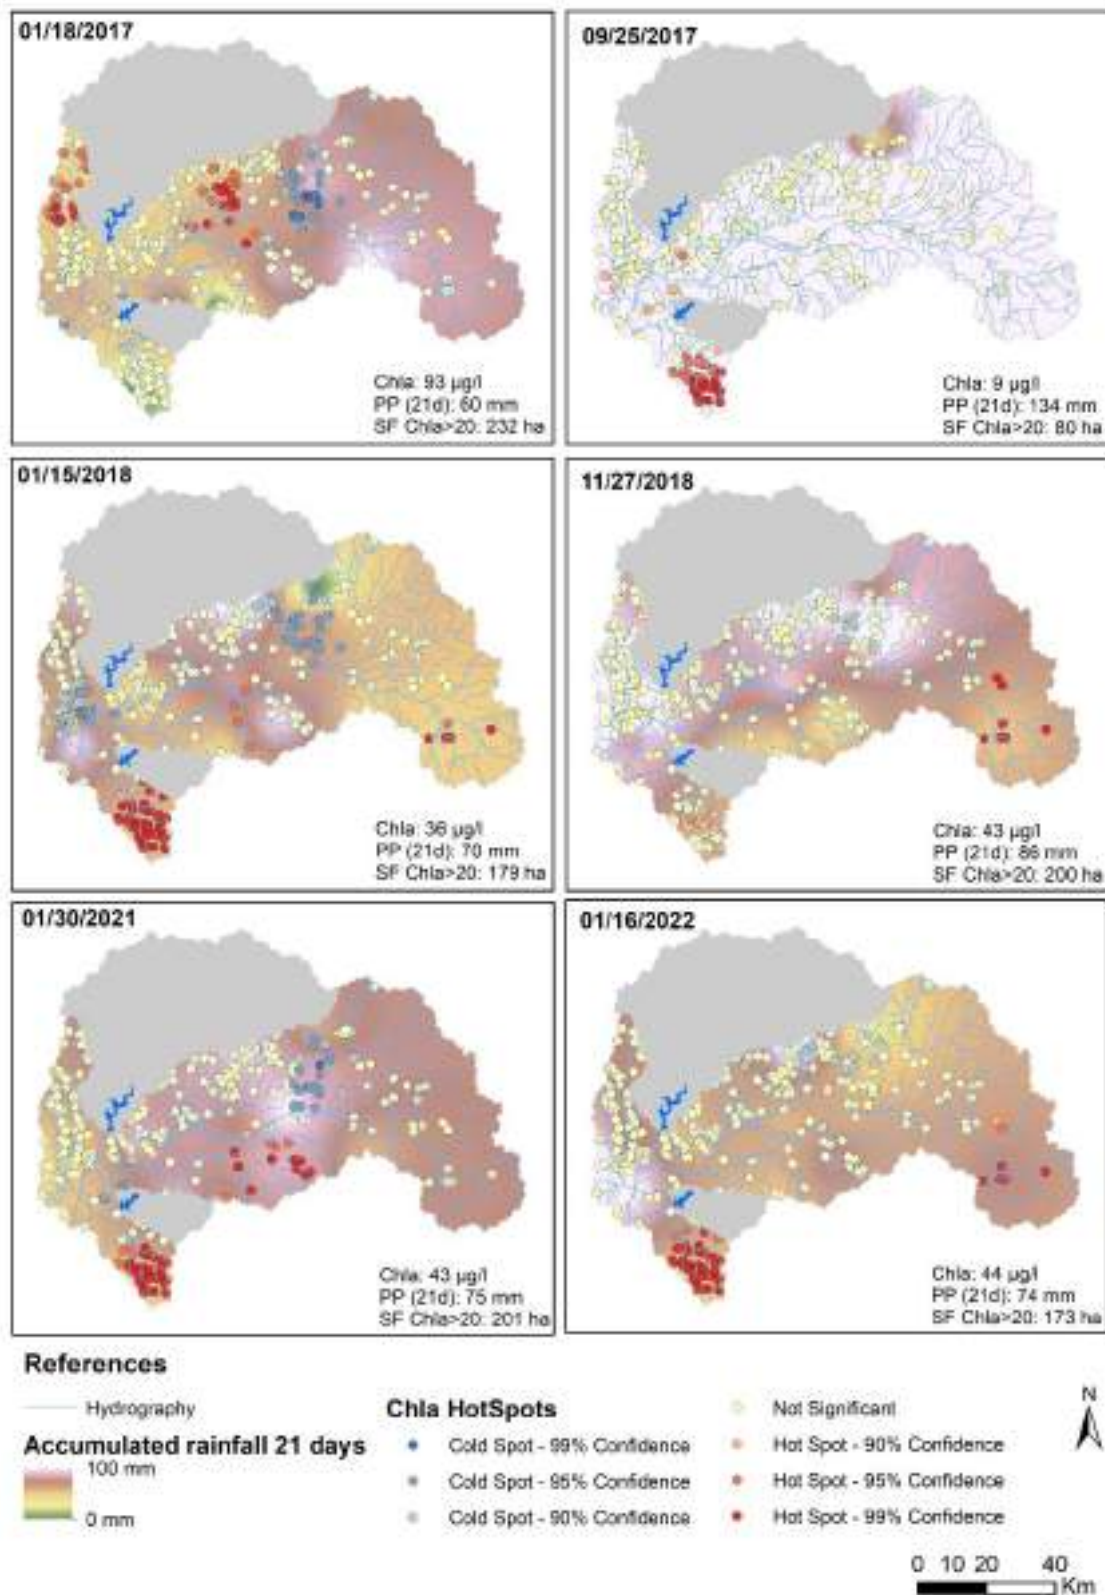 01/18/2017
Chla: 93 µg/l
PP (21d): 60 mm
SF Chla>20: 232 ha
09/25/2017
Chla: 9 µg/l
PP (21d): 134 mm
SF Chla>20: 80 ha
01/15/2018
Chla: 36 µg/l
PP (21d): 70 mm
SF Chla>20: 179 ha
11/27/2018
Chla: 43 µg/l
PP (21d): 86 mm
SF Chla>20: 200 ha
01/30/2021
Chla: 43 µg/l
PP (21d): 75 mm
SF Chla>20: 201 ha
01/16/2022
Chla: 44 µg/l
PP (21d): 74 mm
SF Chla>20: 173 ha
References
Hydrography
Accumulated rainfall 21 days
100 mm
0 mm
Chla HotSpots
Cold Spot - 99% Confidence
Cold Spot - 95% Confidence
Cold Spot - 90% Confidence
Not Significant
Hot Spot - 90% Confidence
Hot Spot - 95% Confidence
Hot Spot - 99% Confidence
N
0 10 20 40
Km